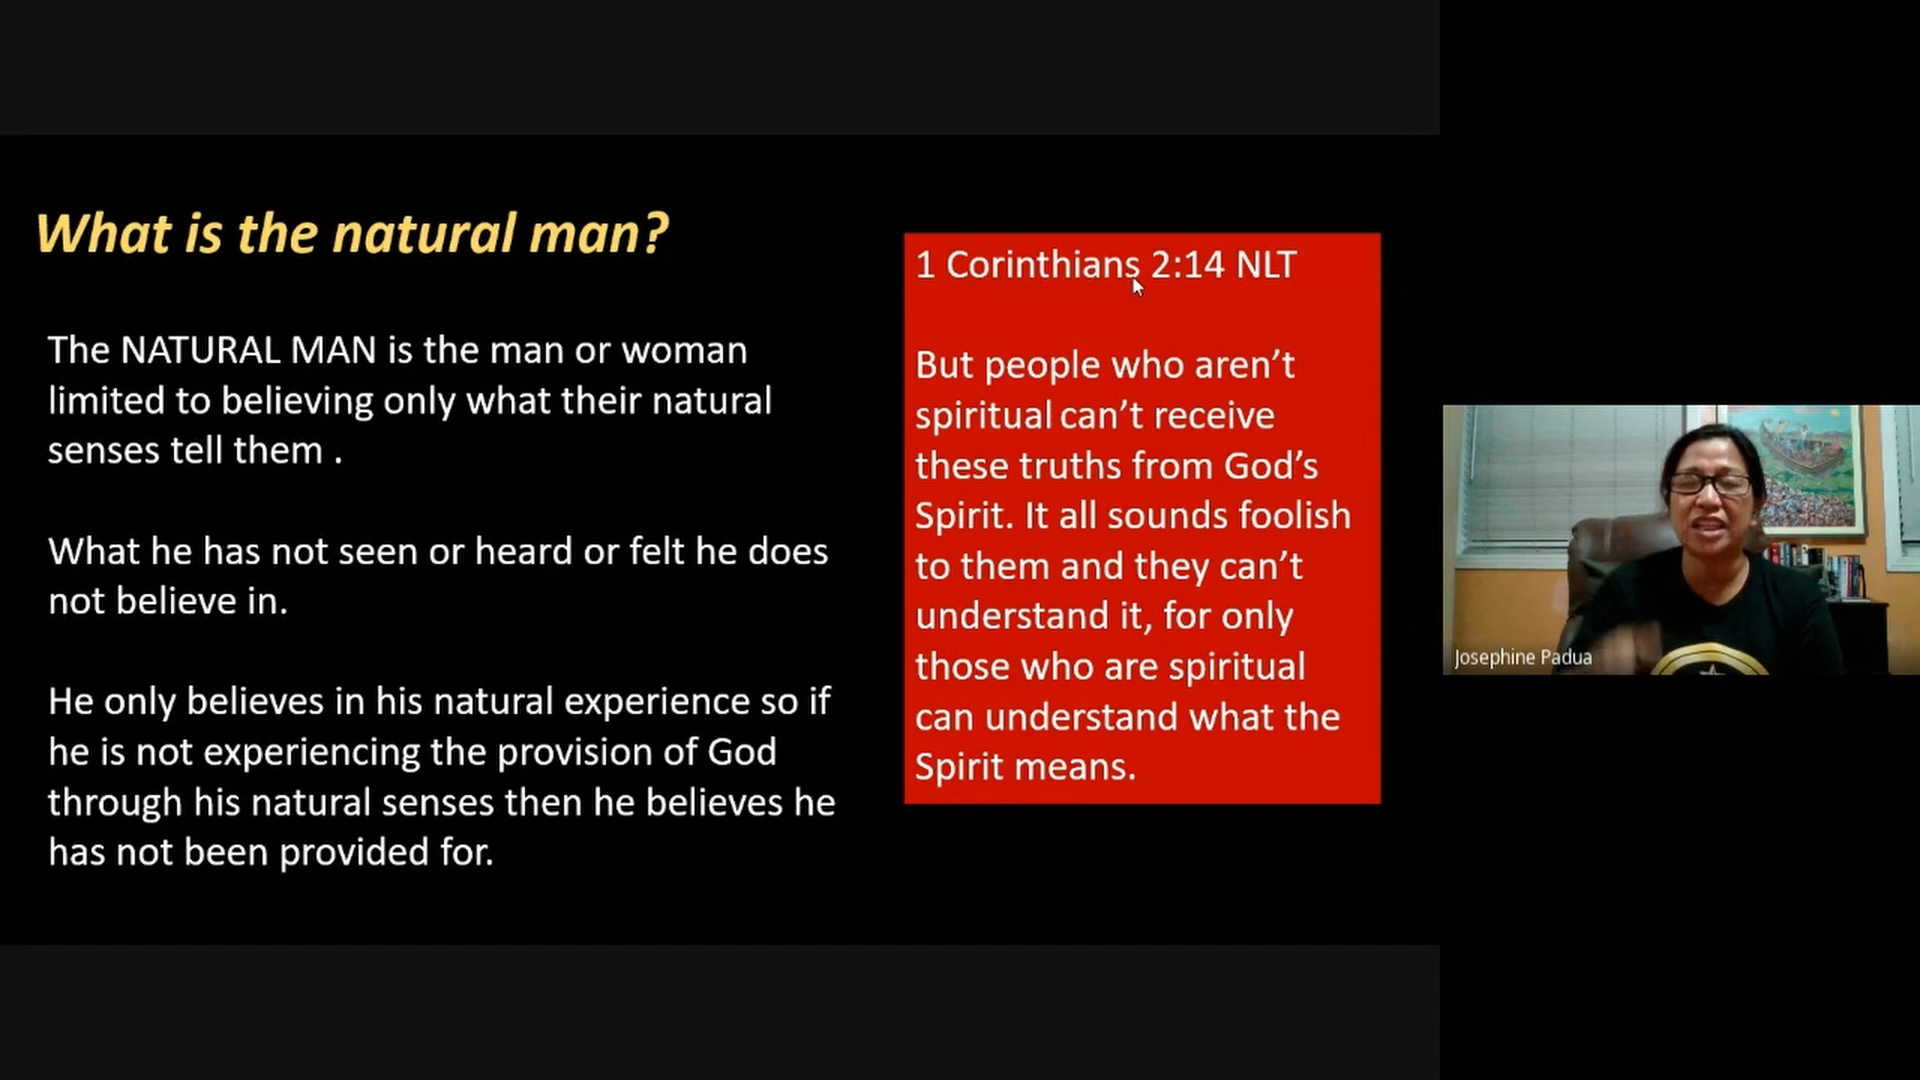 What is the natural man?
The NATURAL MAN is the man or woman
limited to believing only what their natural
senses tell them .
What he has not seen or heard or felt he does
not believe in.
He only believes in his natural experience so if
he is not experiencing the provision of God
through his natural senses then he believes he
has not been provided for.
1 Corinthians 2:14 NLT
But people who aren’t
spiritual can’t receive
these truths from God’s
Spirit. It all sounds foolish
to them and they can’t
understand it, for only
those who are spiritual
can understand what the
Spirit means.
Josephine Padua